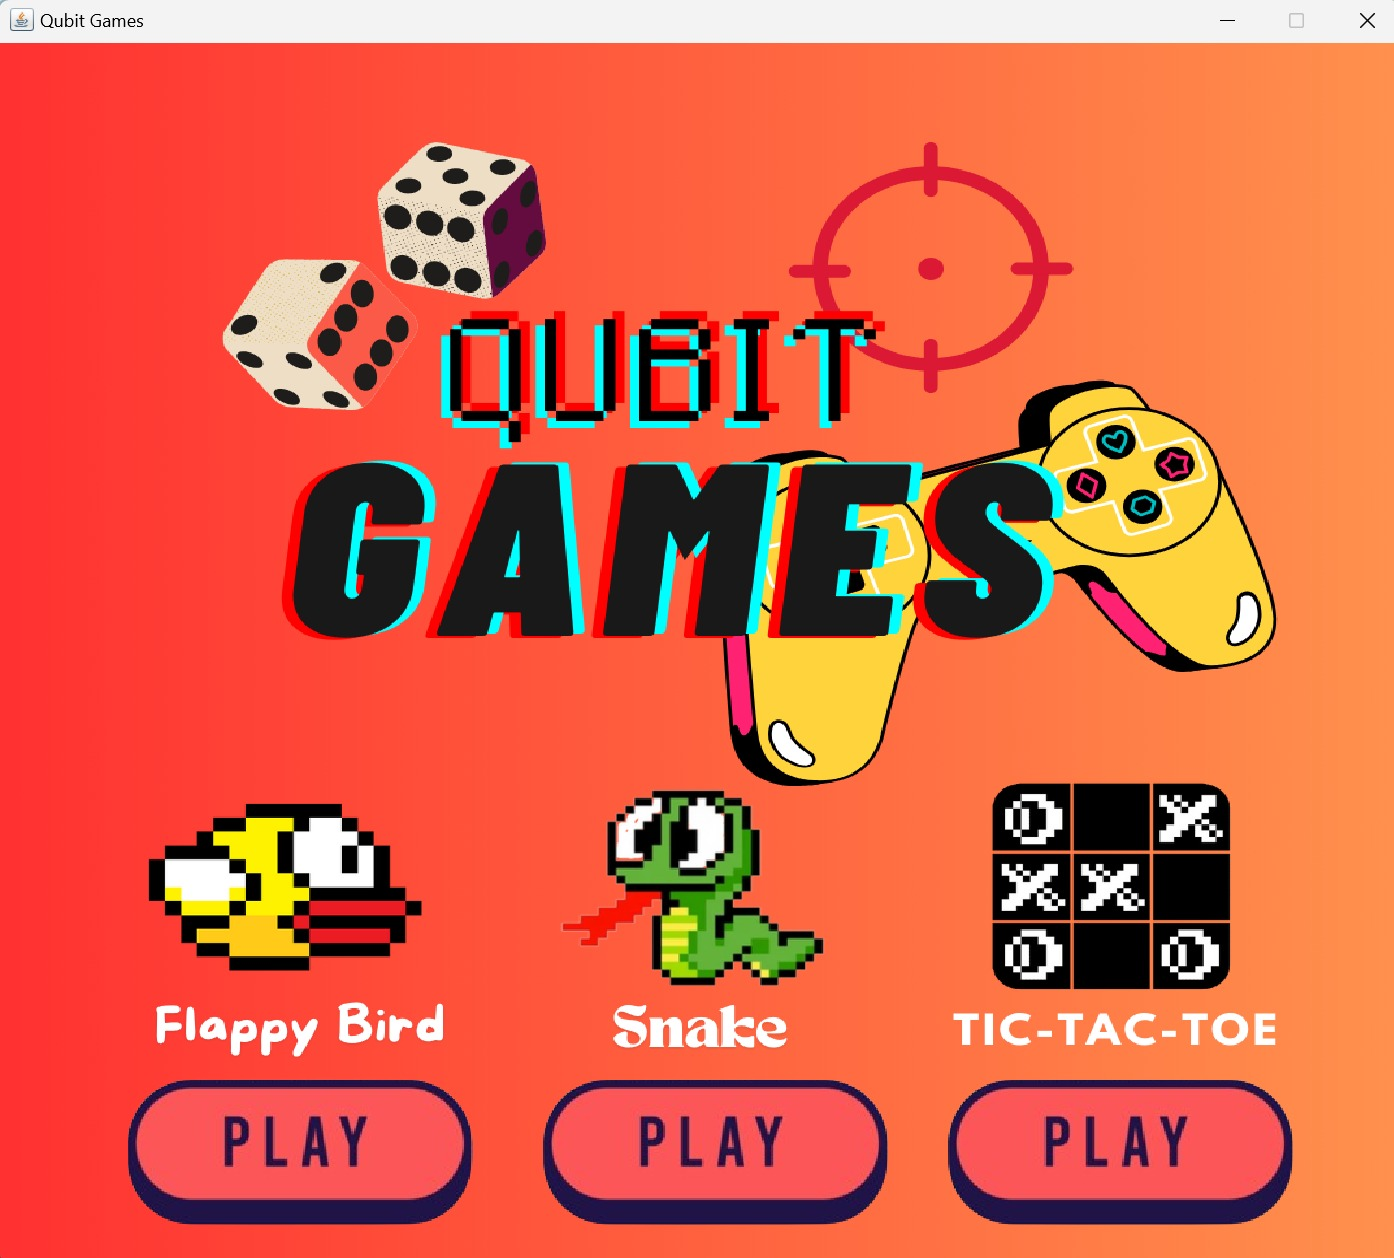 Qubit Games
QUBIT
GAMES
Flappy Bird
Snake
TIC-TAC-TOE
PLAY
PLAY
PLAY